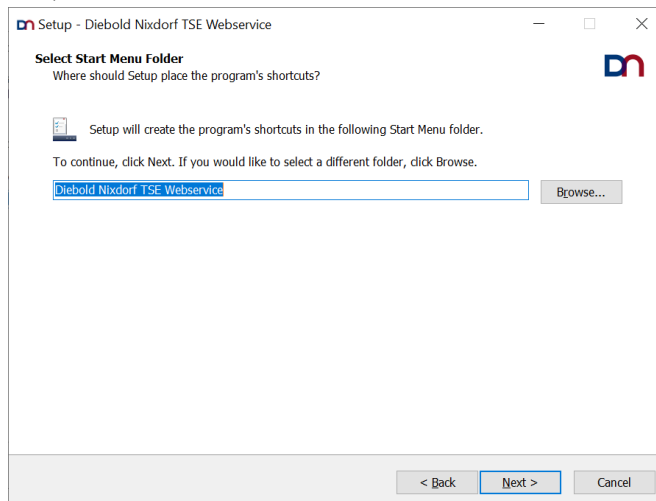 Setup - Diebold Nixdorf TSE Webservice
Select Start Menu Folder
Where should Setup place the program's shortcuts?
DN
Setup will create the program's shortcuts in the following Start Menu folder.
To continue, click Next. If you would like to select a different folder, click Browse.
Diebold Nixdorf TSE Webservice
Browse...
< Back
Next >
Cancel